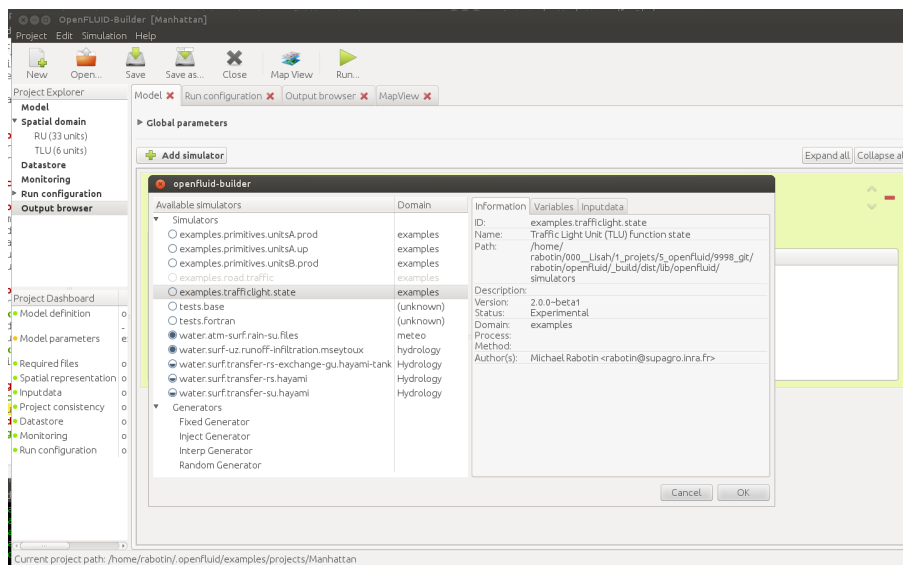 OpenFLUID-Builder [Manhattan]
Project Edit Simulation Help
New Open... Save Save as... Close Map View Run...
Project Explorer
Model
Spatial domain
RU (33 units)
TLU (6 units)
Datastore
Monitoring
Run configuration
Output browser
Model Run configuration Output browser MapView
Global parameters
Add simulator
Expand all Collapse al
openfluid-builder
Available simulators Domain
Simulators
examples.primitives.unitsA.prod examples
examples.primitives.unitsA.up examples
examples.primitives.unitsB.prod examples
examples.road.traffic examples
examples.trafficlight.state examples
tests.base (unknown)
tests.fortran (unknown)
water.atm-surf.rain-su.files meteo
water.surf-uz.runoff-infiltration.mseytoux hydrology
water.surf.transfer-rs-exchange-gu.hayami-tank Hydrology
water.surf.transfer-rs.hayami Hydrology
water.surf.transfer-su.hayami Hydrology
Generators
Fixed Generator
Inject Generator
Interp Generator
Random Generator
Information Variables Inputdata
ID: examples.trafficlight.state
Name: Traffic Light Unit (TLU) function state
Path: /home/
rabotin/000__Lisah/1_projets/5_openfluid/9998_git/
rabotin/openfluid/_build/dist/lib/openfluid/
simulators
Description:
Version: 2.0.0~beta1
Status: Experimental
Domain: examples
Process:
Method:
Author(s): Michael Rabotin <rabotin@supagro.inra.fr>
Cancel OK
Project Dashboard
Model definition o
-
Model parameters e
Required files o
Spatial representation o
Inputdata o
Project consistency o
Datastore o
Monitoring o
Run configuration o
Current project path: /home/rabotin/.openfluid/examples/projects/Manhattan